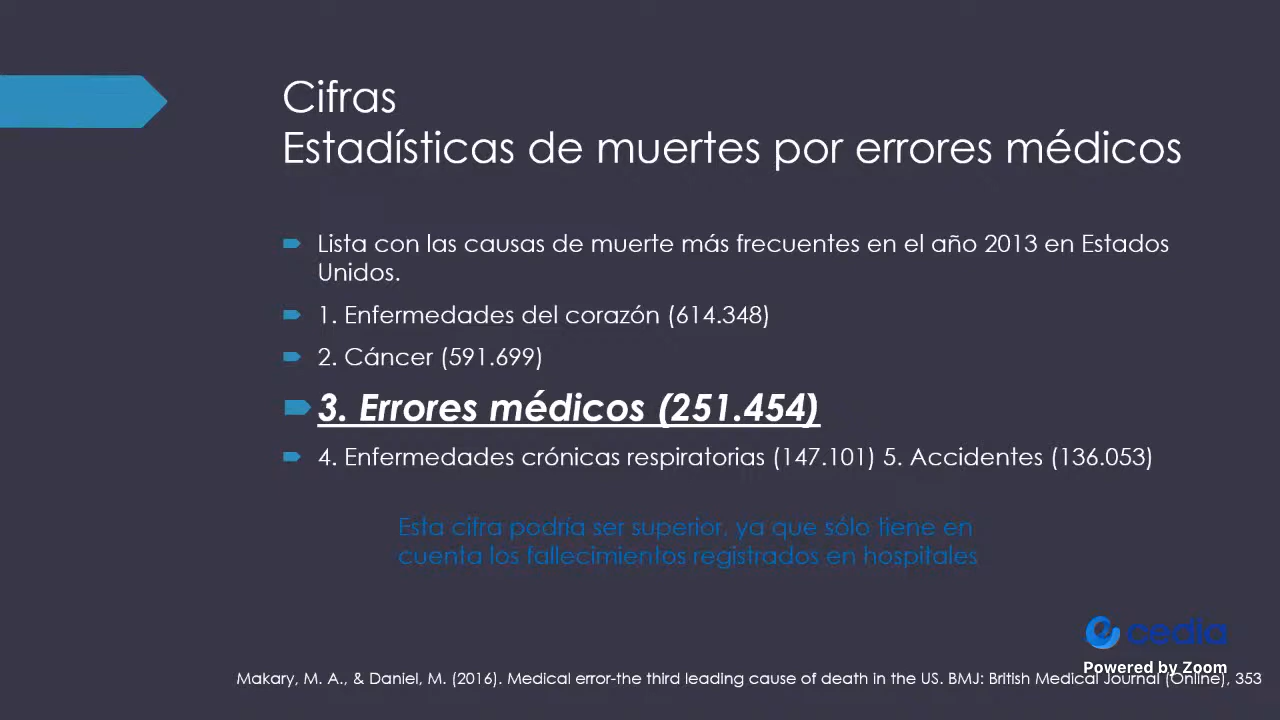 Cifras
Estadísticas de muertes por errores médicos
Lista con las causas de muerte más frecuentes en el año 2013 en Estados
Unidos.
1. Enfermedades del corazón (614.348)
2. Cáncer (591.699)
3. Errores médicos (251.454)
4. Enfermedades crónicas respiratorias (147.101) 5. Accidentes (136.053)
Esta cifra podría ser superior, ya que sólo tiene en
cuenta los fallecimientos registrados en hospitales
cedia
Powered by Zoom
Makary, M. A., & Daniel, M. (2016). Medical error-the third leading cause of death in the US. BMJ: British Medical Journal (Online), 353